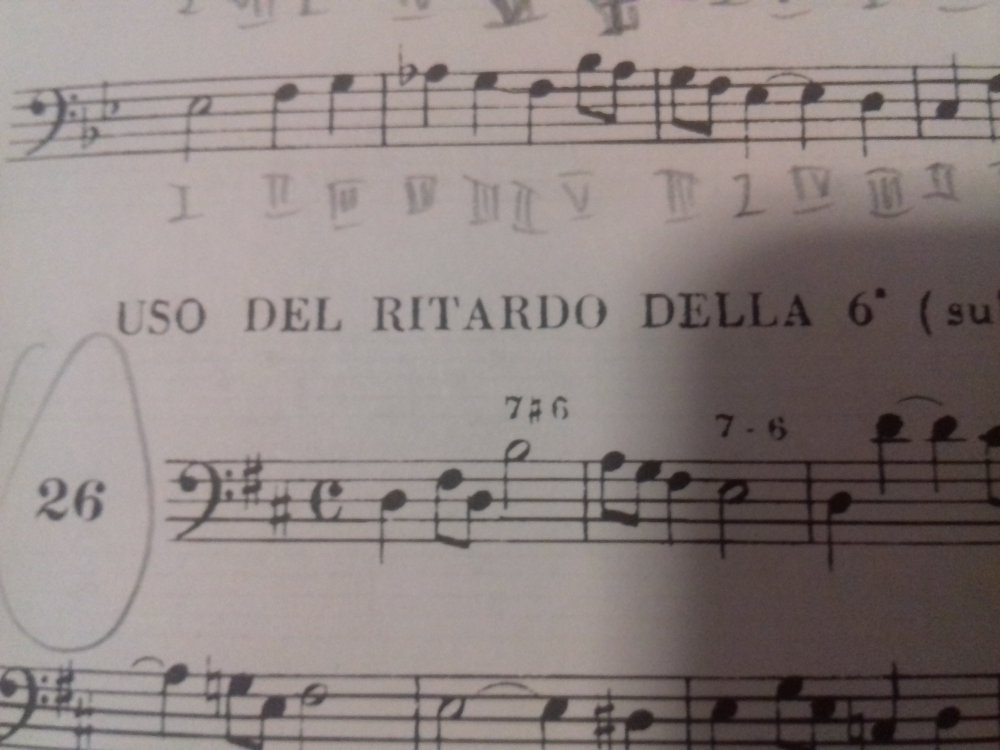 I II III IV III II V III I IV III II
USO DEL RITARDO DELLA 6ª (su
7 # 6
7 - 6
26